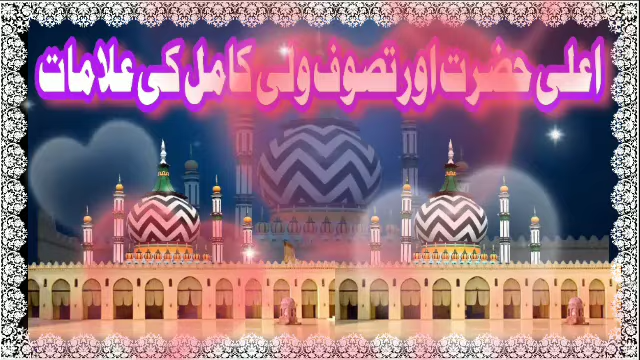 اعلی حضرت اور تصوف ولی کامل کی علامات